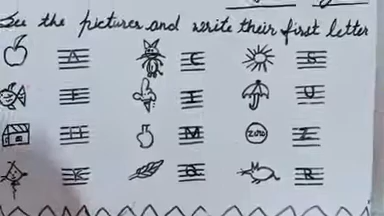 See the pictures and write their first letter
A C S
F I U
H M Z
K Q R